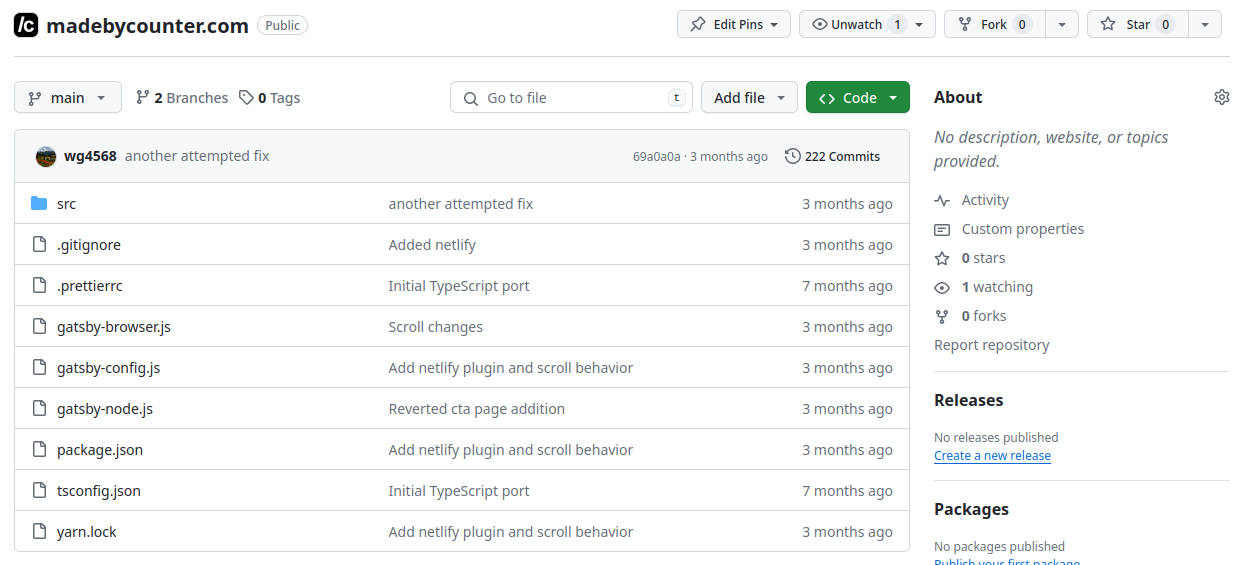 /c madebycounter.com Public Edit Pins Unwatch 1 Fork 0 Star 0
main 2 Branches 0 Tags Go to file t Add file <> Code
wg4568 another attempted fix 69a0a0a · 3 months ago 222 Commits
src another attempted fix 3 months ago
.gitignore Added netlify 3 months ago
.prettierrc Initial TypeScript port 7 months ago
gatsby-browser.js Scroll changes 3 months ago
gatsby-config.js Add netlify plugin and scroll behavior 3 months ago
gatsby-node.js Reverted cta page addition 3 months ago
package.json Add netlify plugin and scroll behavior 3 months ago
tsconfig.json Initial TypeScript port 7 months ago
yarn.lock Add netlify plugin and scroll behavior 3 months ago
About
No description, website, or topics
provided.
Activity
Custom properties
0 stars
1 watching
0 forks
Report repository
Releases
No releases published
Create a new release
Packages
No packages published
Publish your first package